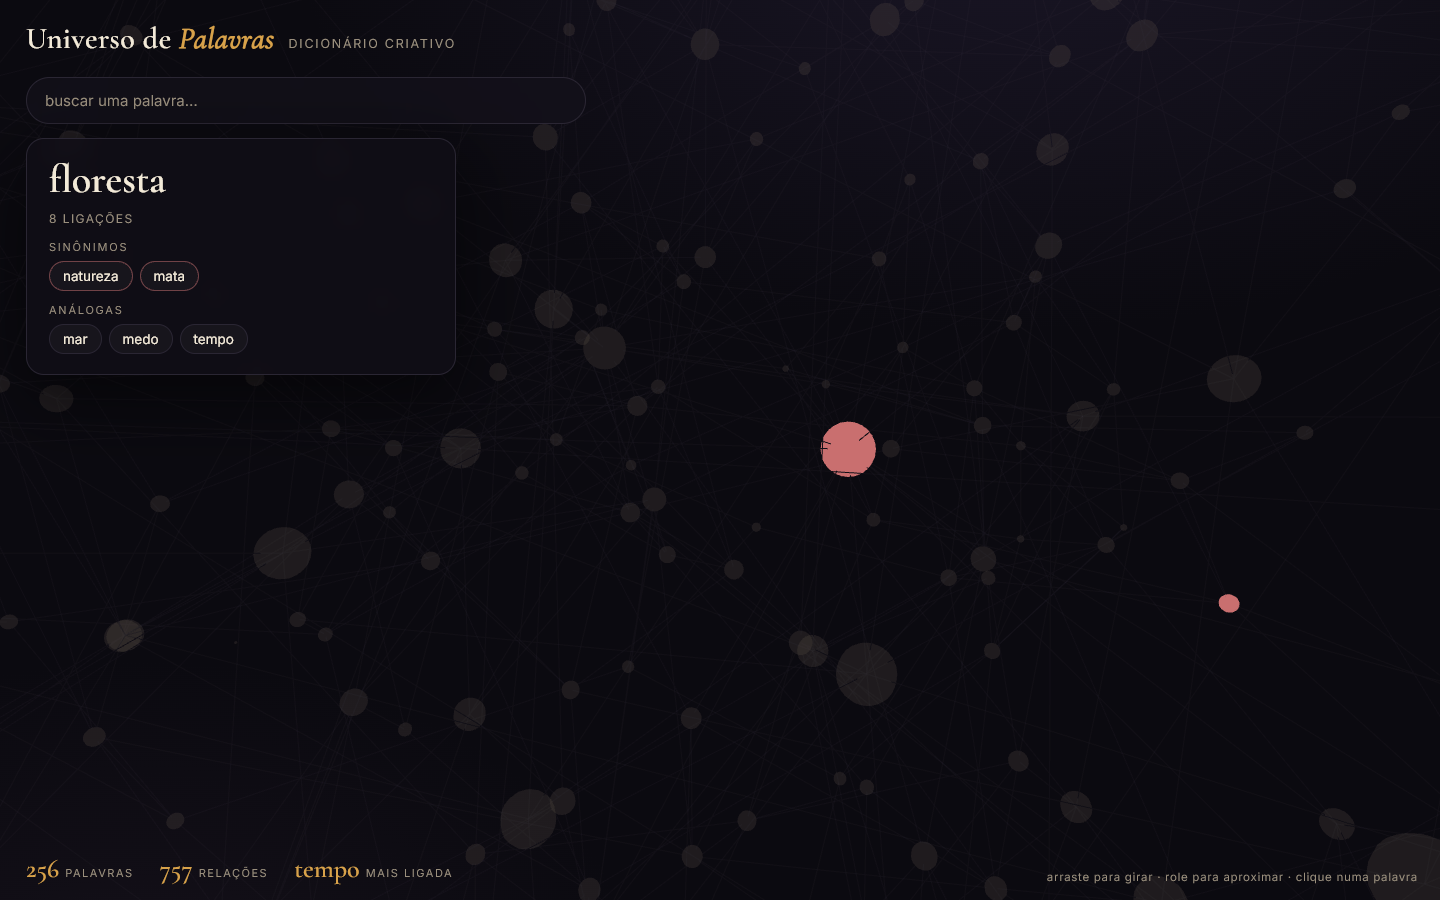 Universo de Palavras DICIONÁRIO CRIATIVO
buscar uma palavra...
floresta
8 LIGAÇÕES
SINÔNIMOS
natureza mata
ANÁLOGAS
mar medo tempo
256 PALAVRAS 757 RELAÇÕES tempo MAIS LIGADA
arraste para girar · role para aproximar · clique numa palavra